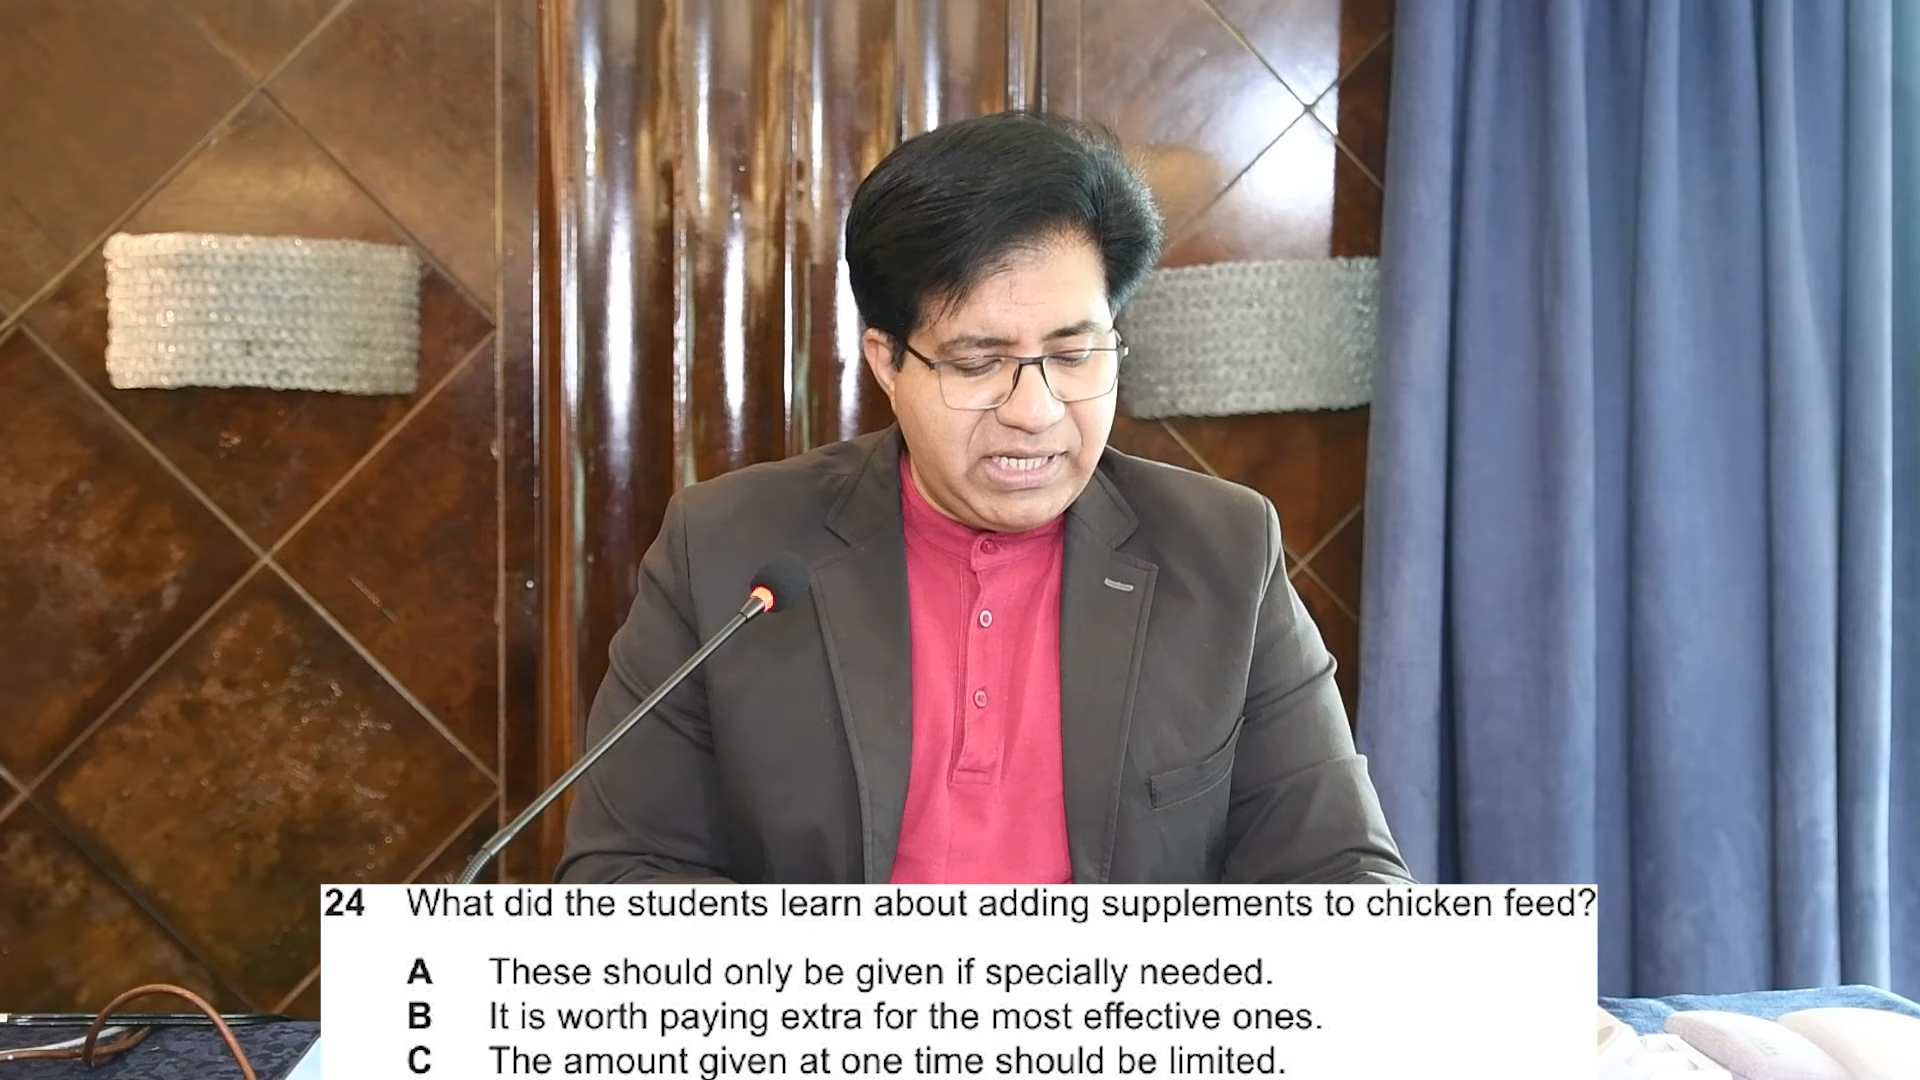 24 What did the students learn about adding supplements to chicken feed?
A These should only be given if specially needed.
B It is worth paying extra for the most effective ones.
C The amount given at one time should be limited.